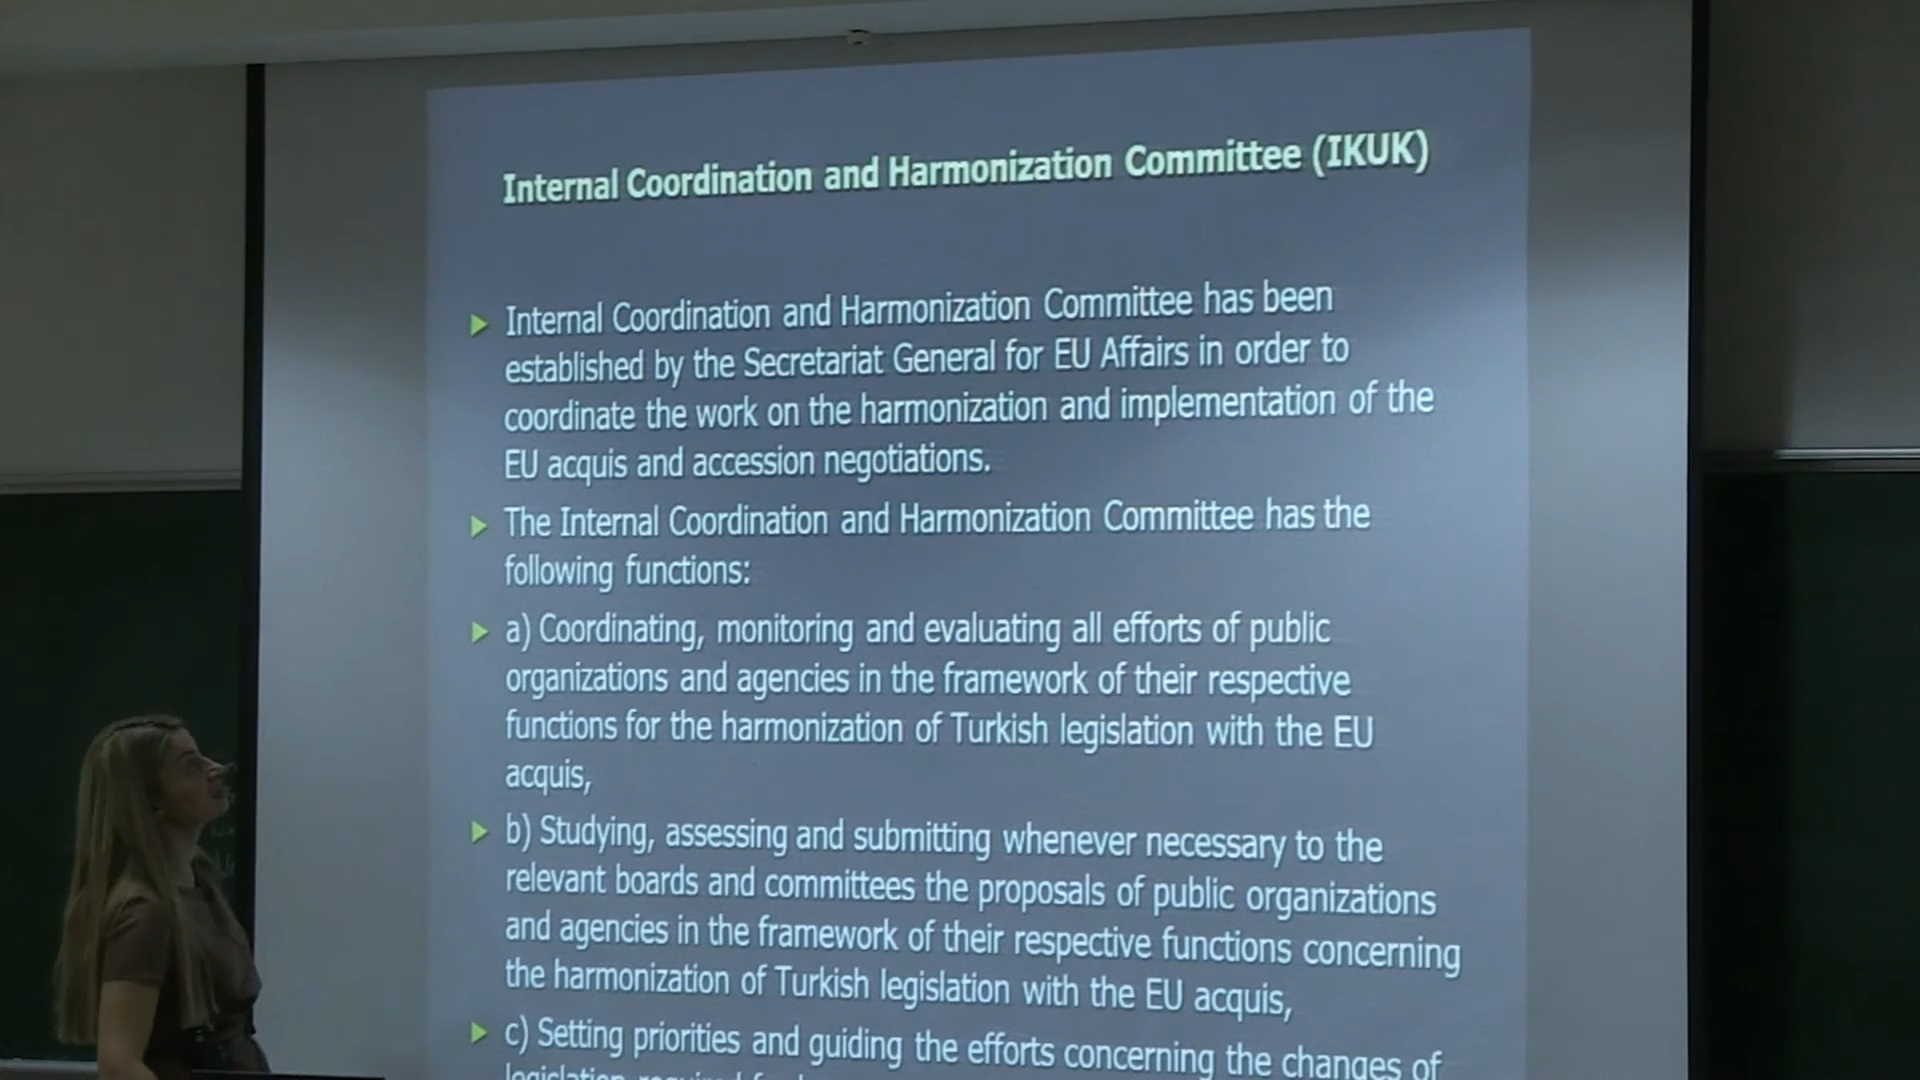 Internal Coordination and Harmonization Committee (IKUK)
Internal Coordination and Harmonization Committee has been
established by the Secretariat General for EU Affairs in order to
coordinate the work on the harmonization and implementation of the
EU acquis and accession negotiations.
The Internal Coordination and Harmonization Committee has the
following functions:
a) Coordinating, monitoring and evaluating all efforts of public
organizations and agencies in the framework of their respective
functions for the harmonization of Turkish legislation with the EU
acquis,
b) Studying, assessing and submitting whenever necessary to the
relevant boards and committees the proposals of public organizations
and agencies in the framework of their respective functions concerning
the harmonization of Turkish legislation with the EU acquis,
c) Setting priorities and guiding the efforts concerning the changes of
legislation required